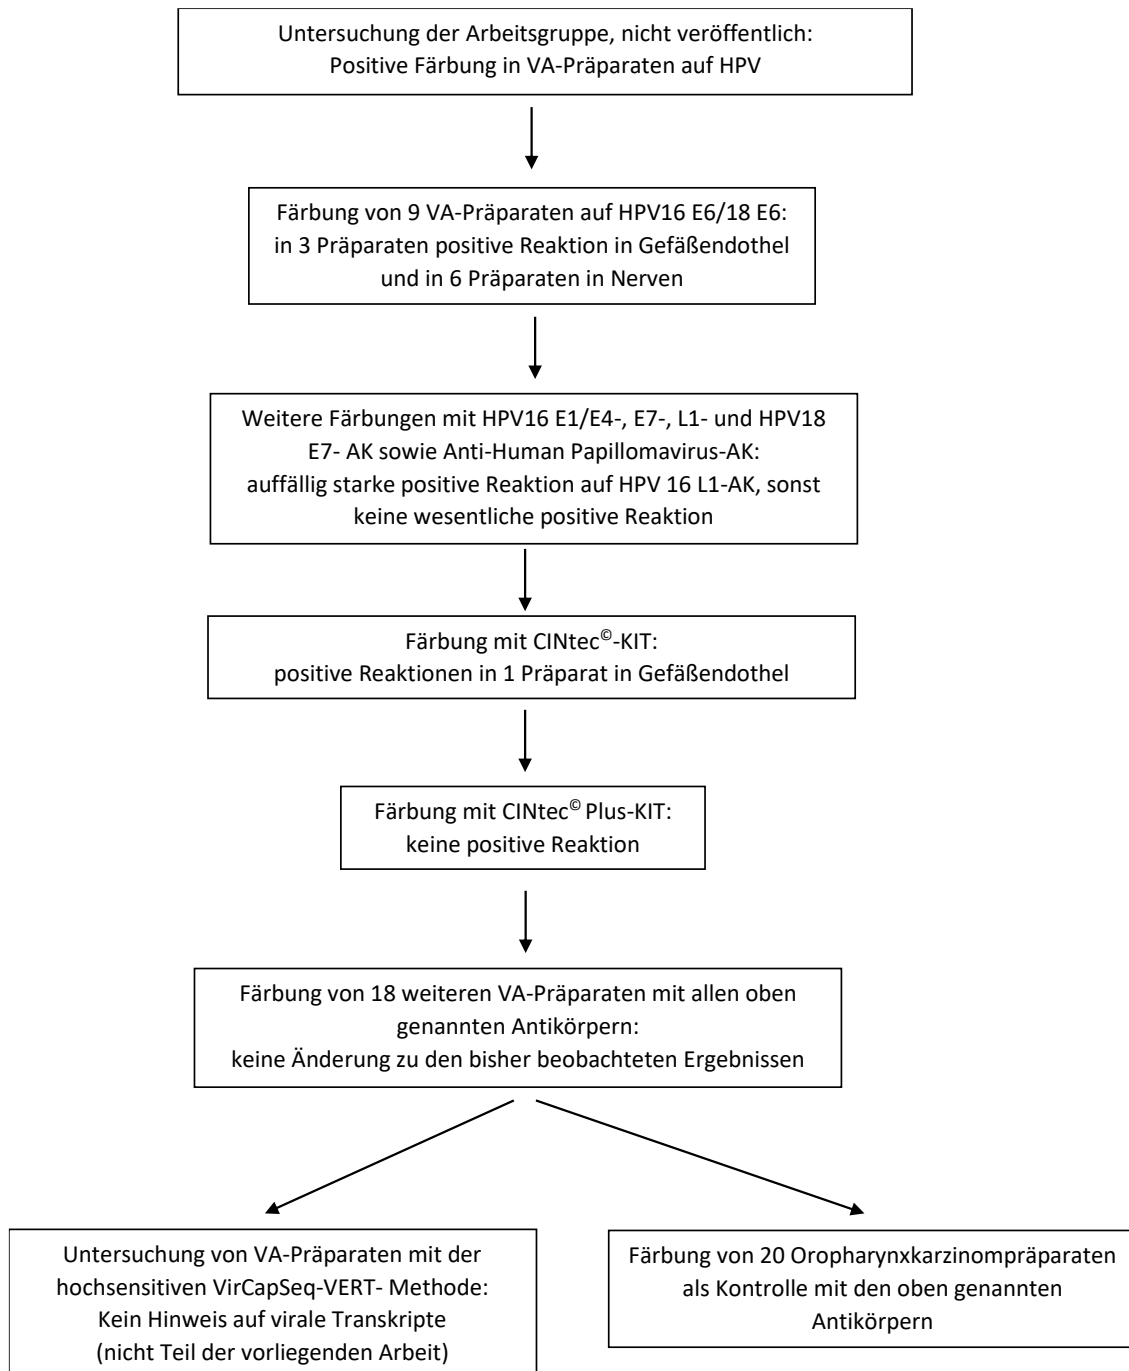 Untersuchung der Arbeitsgruppe, nicht veröffentlich:
Positive Färbung in VA-Präparaten auf HPV
Färbung von 9 VA-Präparaten auf HPV16 E6/18 E6:
in 3 Präparaten positive Reaktion in Gefäßendothel
und in 6 Präparaten in Nerven
Weitere Färbungen mit HPV16 E1/E4-, E7-, L1- und HPV18
E7- AK sowie Anti-Human Papillomavirus-AK:
auffällig starke positive Reaktion auf HPV 16 L1-AK, sonst
keine wesentliche positive Reaktion
Färbung mit CINtec©-KIT:
positive Reaktionen in 1 Präparat in Gefäßendothel
Färbung mit CINtec© Plus-KIT:
keine positive Reaktion
Färbung von 18 weiteren VA-Präparaten mit allen oben
genannten Antikörpern:
keine Änderung zu den bisher beobachteten Ergebnissen
Untersuchung von VA-Präparaten mit der
hochsensitiven VirCapSeq-VERT- Methode:
Kein Hinweis auf virale Transkripte
(nicht Teil der vorliegenden Arbeit)
Färbung von 20 Oropharynxkarzinompräparaten
als Kontrolle mit den oben genannten
Antikörpern